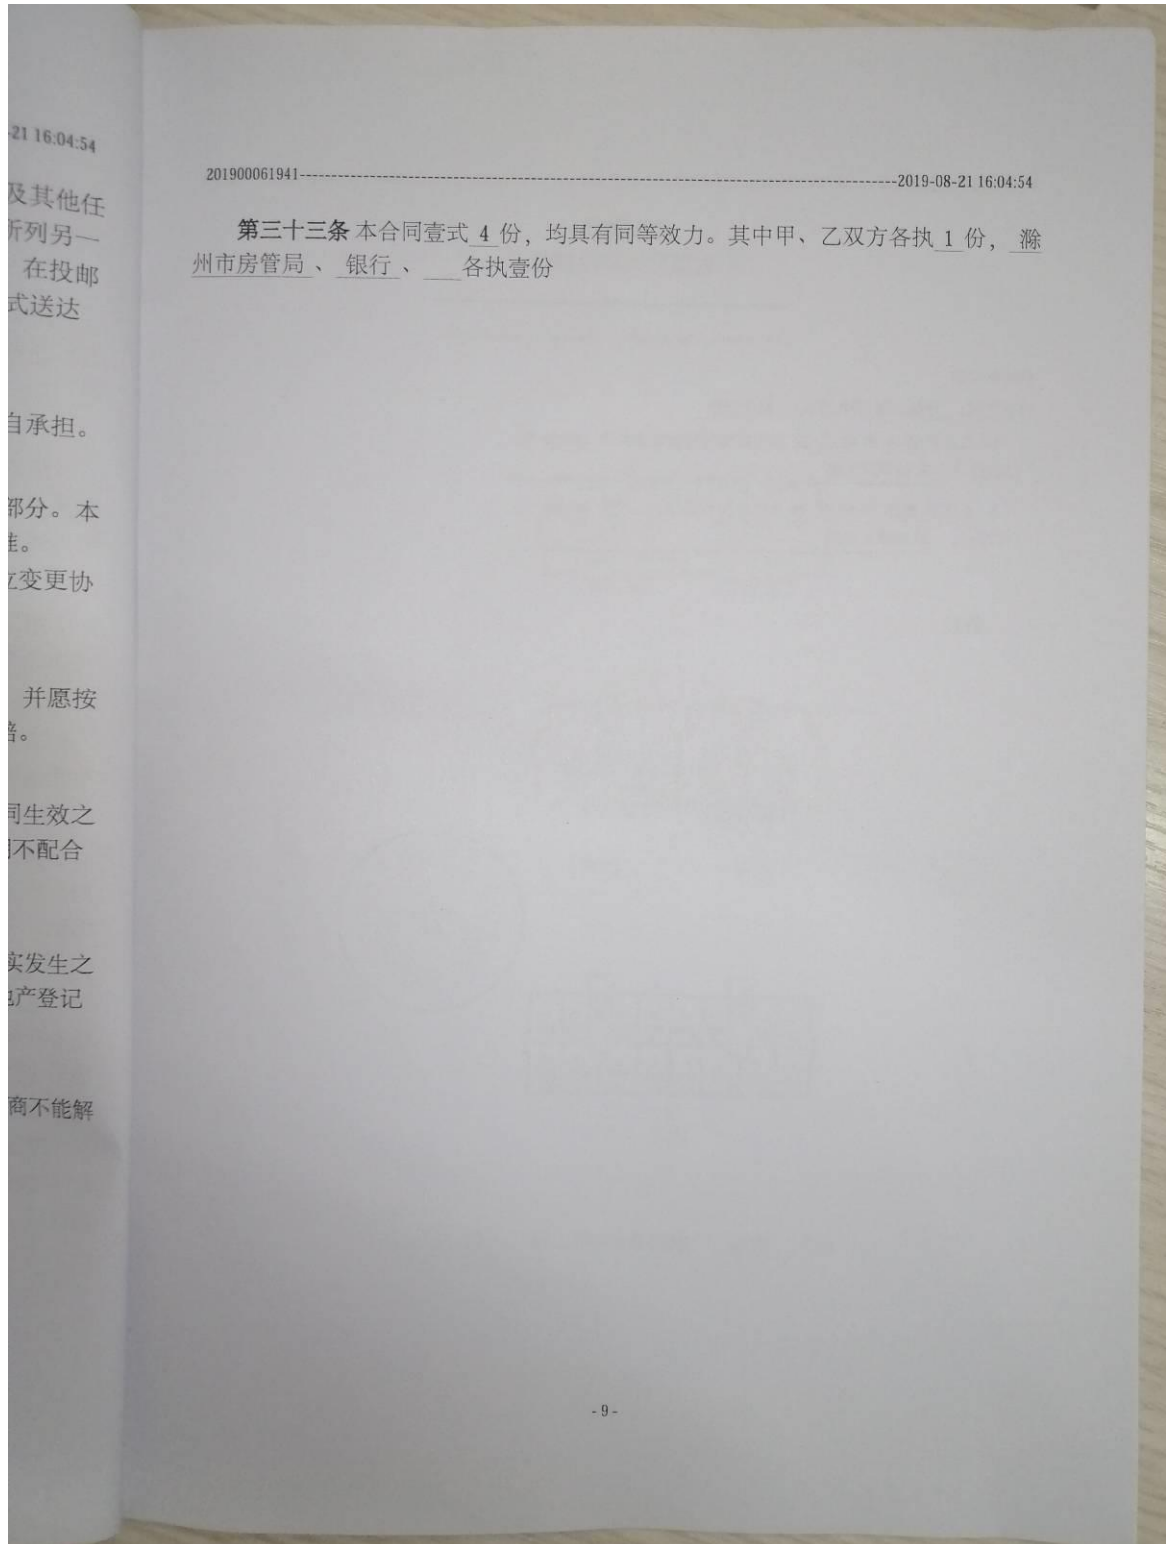 -21 16:04:54
及其他任
所列另一
在投邮
式送达
自承担。
部分。本
准。
立变更协
并愿按
赔。
同生效之
不配合
实发生之
地产登记
商不能解
201900061941----------2019-08-21 16:04:54
第三十三条 本合同壹式 4 份，均具有同等效力。其中甲、乙双方各执 1 份， 滁
州市房管局 、 银行 、 ___ 各执壹份
- 9 -